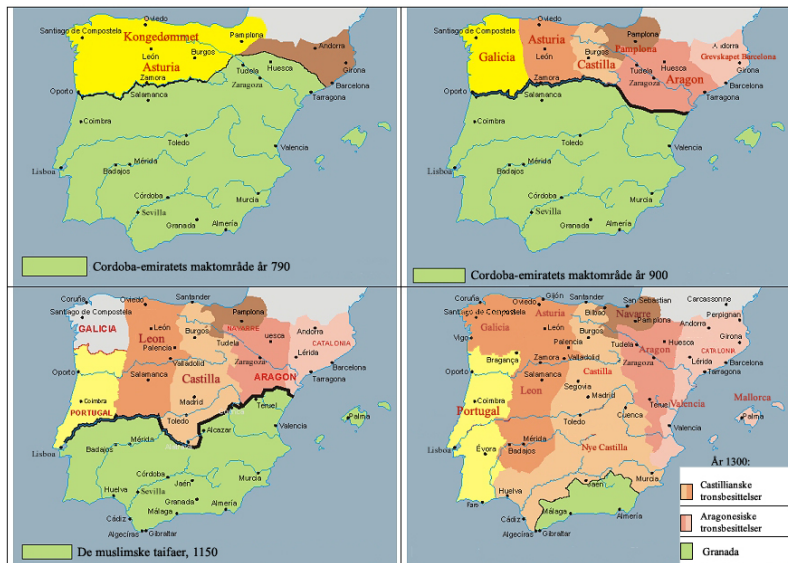 Oviedo
Santiago de Compostela
Kongedømmet
Pamplona
Andorra
León
Burgos
Asturia
Huesca
Girona
Zamora
Tudela
Zaragoza
Barcelona
Oporto
Salamanca
Tarragona
Coimbra
Toledo
Valencia
Mérida
Lisboa
Badajos
Murcia
Córdoba
Sevilla
Granada
Almería
Cordoba-emiratets maktområde år 790
Oviedo
Santiago de Compostela
Pamplona
Asturia
Andorra
Galicia
León
Burgos
Pamplona
Grevskapet Barcelona
Castilla
Huesca
Girona
Zamora
Tudela
Zaragoza
Aragon
Barcelona
Oporto
Salamanca
Tarragona
Coimbra
Toledo
Valencia
Mérida
Lisboa
Badajos
Murcia
Córdoba
Sevilla
Granada
Almería
Cordoba-emiratets maktområde år 900
Coruña
Oviedo
Santander
Santiago de Compostela
Pamplona
GALICIA
León
Burgos
NAVARRE
Andorra
Leon
uesca
CATALONIA
Girona
Palencia
Tudela
Valladolid
Zaragoza
Lérida
Barcelona
Oporto
Salamanca
Castilla
ARAGON
Tarragona
Coimbra
Madrid
Teruel
PORTUGAL
Toledo
Palma
Alcazar
Valencia
Mérida
Badajos
Lisboa
Murcia
Córdoba
Jaén
Huelva
Sevilla
Granada
Almería
Cádiz
Málaga
Algecíras
Gibraltar
De muslimske taifaer, 1150
Coruña
Oviedo
Gijón
Santander
San Sebastian
Carcassonne
Santiago de Compostela
Asturia
Bilbao
Navarre
Perpignan
Galicia
León
Burgos
Pamplona
Andorra
Vigo
Palencia
Tudela
Aragon
Huesca
Girona
Bragança
Zamora
Valladolid
Zaragoza
CATALONIA
Lérida
Barcelona
Oporto
Salamanca
Castilla
Tarragona
Leon
Segovia
Coimbra
Madrid
Teruel
Valencia
Mallorca
Portugal
Cuenca
Palma
Toledo
Valencia
Évora
Mérida
Nye Castilla
Lisboa
Badajos
Murcia
Jaén
Huelva
Málaga
Almería
Cádiz
Algecíras
Gibraltar
År 1300:
Castillianske
tronsbesittelser
Aragonesiske
tronsbesittelser
Granada